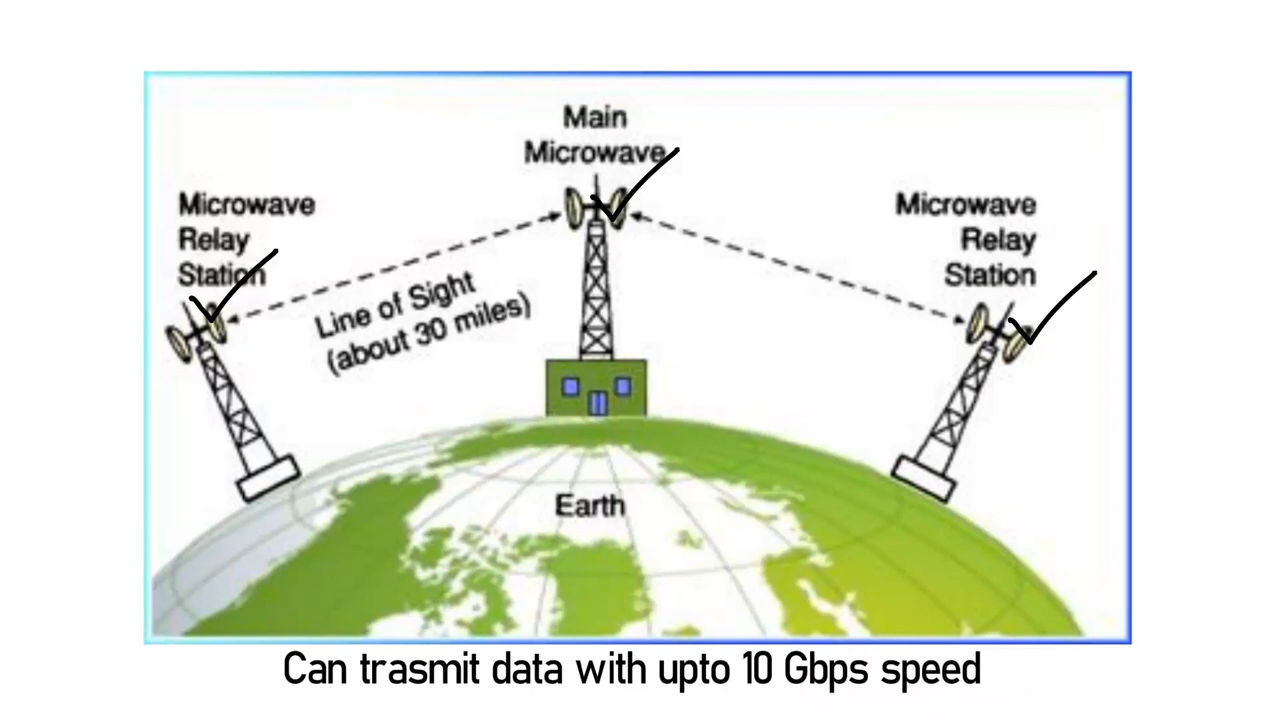 Main
Microwave
Microwave
Relay
Station
Microwave
Relay
Station
Line of Sight
(about 30 miles)
Earth
Can trasmit data with upto 10 Gbps speed